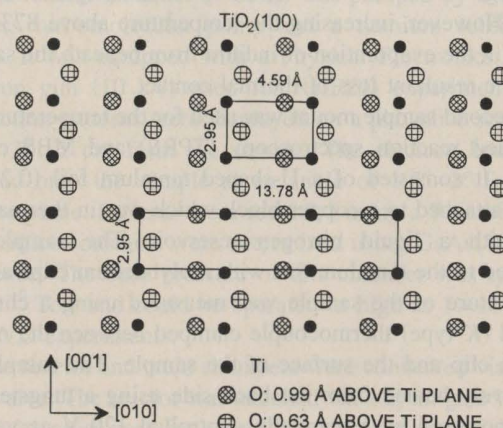 TiO₂(100)
4.59 Å
2.95 Å
13.78 Å
2.95 Å
[001]
[010]
Ti
O: 0.99 Å ABOVE Ti PLANE
O: 0.63 Å ABOVE Ti PLANE